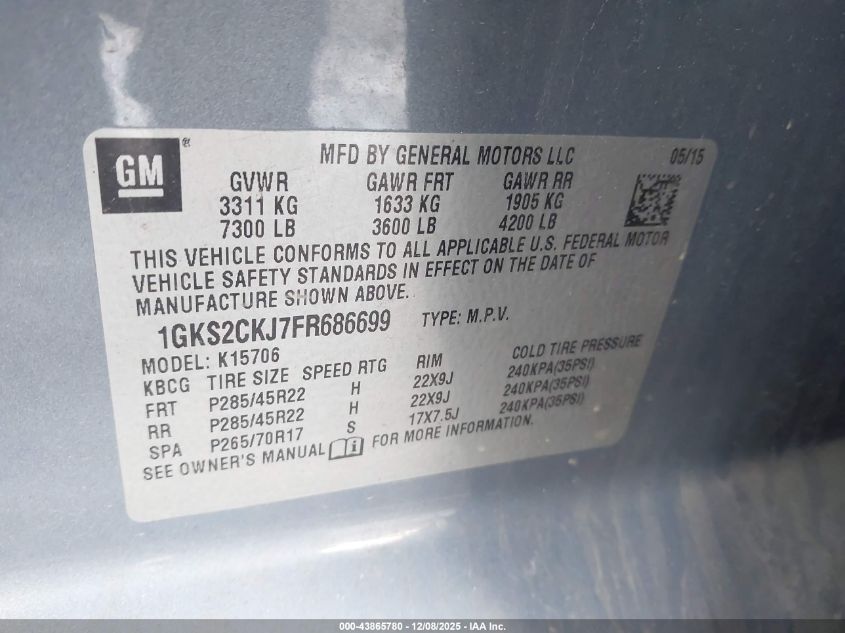 GM ® MFD BY GENERAL MOTORS LLC 05/15
GVWR GAWR FRT GAWR RR
3311 KG 1633 KG 1905 KG
7300 LB 3600 LB 4200 LB
THIS VEHICLE CONFORMS TO ALL APPLICABLE U.S. FEDERAL MOTOR
VEHICLE SAFETY STANDARDS IN EFFECT ON THE DATE OF
MANUFACTURE SHOWN ABOVE.
1GKS2CKJ7FR686699 TYPE: M.P.V.
MODEL: K15706
KBCG TIRE SIZE SPEED RTG RIM COLD TIRE PRESSURE
FRT P285/45R22 H 22X9J 240KPA(35PSI)
RR P285/45R22 H 22X9J 240KPA(35PSI)
SPA P265/70R17 S 17X7.5J 240KPA(35PSI)
SEE OWNER'S MANUAL i FOR MORE INFORMATION.
000-43865780 - 12/08/2025 - IAA Inc.